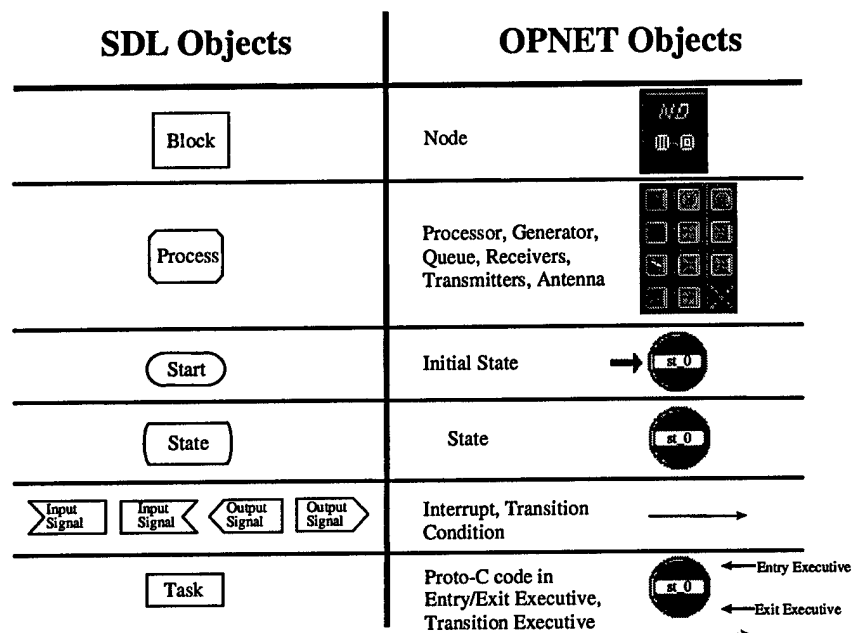 SDL Objects
OPNET Objects
Block
Node
ND
Process
Processor, Generator,
Queue, Receivers,
Transmitters, Antenna
Start
Initial State
st_0
State
State
st_0
Input
Signal
Input
Signal
Output
Signal
Output
Signal
Interrupt, Transition
Condition
Task
Proto-C code in
Entry/Exit Executive,
Transition Executive
st_0
Entry Executive
Exit Executive